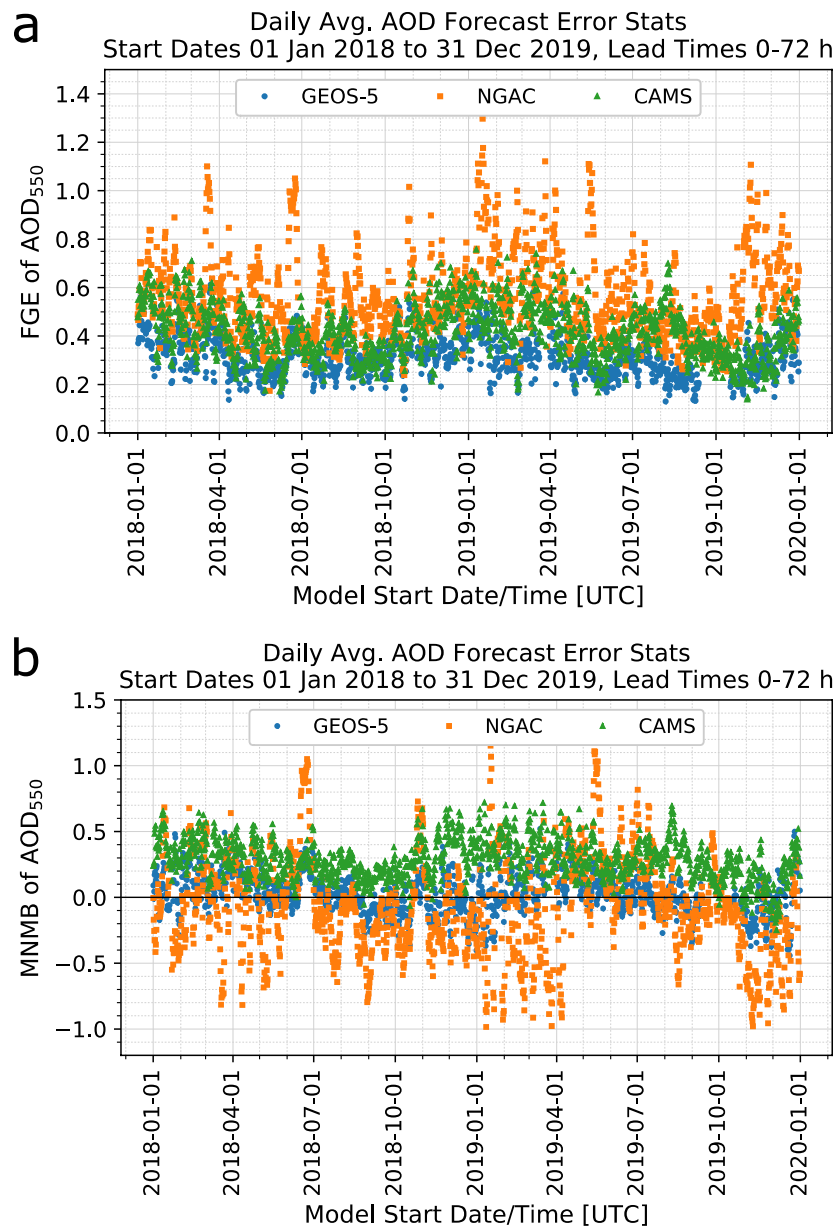 a
Daily Avg. AOD Forecast Error Stats
Start Dates 01 Jan 2018 to 31 Dec 2019, Lead Times 0-72 h
GEOS-5 NGAC CAMS
FGE of AOD550
1.4
1.2
1.0
0.8
0.6
0.4
0.2
0.0
2018-01-01
2018-04-01
2018-07-01
2018-10-01
2019-01-01
2019-04-01
2019-07-01
2019-10-01
2020-01-01
Model Start Date/Time [UTC]
b
Daily Avg. AOD Forecast Error Stats
Start Dates 01 Jan 2018 to 31 Dec 2019, Lead Times 0-72 h
GEOS-5 NGAC CAMS
MNMB of AOD550
1.5
1.0
0.5
0.0
−0.5
−1.0
2018-01-01
2018-04-01
2018-07-01
2018-10-01
2019-01-01
2019-04-01
2019-07-01
2019-10-01
2020-01-01
Model Start Date/Time [UTC]